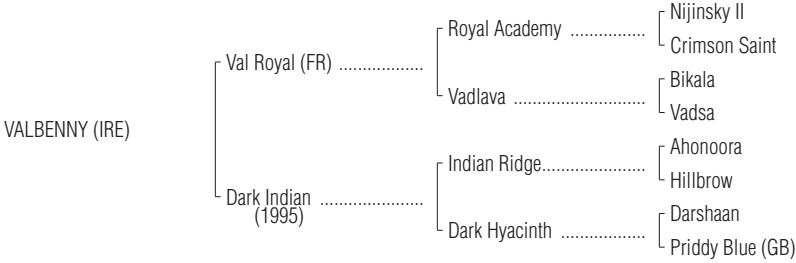 Nijinsky II
Royal Academy ................
Crimson Saint
Val Royal (FR) ..................
Bikala
Vadlava ............................
Vadsa
VALBENNY (IRE)
Ahonoora
Indian Ridge......................
Hillbrow
Dark Indian ......................
(1995)
Darshaan
Dark Hyacinth ..................
Priddy Blue (GB)